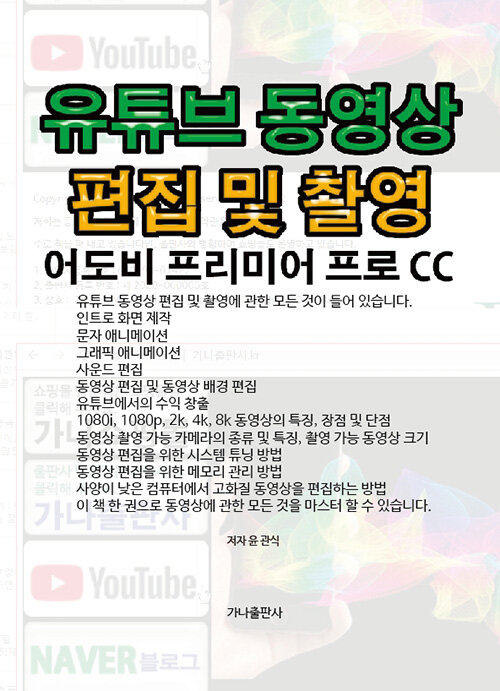 YouTube
유튜브 동영상
편집 및 촬영
어도비 프리미어 프로 CC
유튜브 동영상 편집 및 촬영에 관한 모든 것이 들어 있습니다.
인트로 화면 제작
문자 애니메이션
그래픽 애니메이션
사운드 편집
동영상 편집 및 동영상 배경 편집
유튜브에서의 수익 창출
1080i, 1080p, 2k, 4k, 8k 동영상의 특징, 장점 및 단점
동영상 촬영 가능 카메라의 종류 및 특징, 촬영 가능 동영상 크기
동영상 편집을 위한 시스템 튜닝 방법
동영상 편집을 위한 메모리 관리 방법
사양이 낮은 컴퓨터에서 고화질 동영상을 편집하는 방법
이 책 한 권으로 동영상에 관한 모든 것을 마스터 할 수 있습니다.
저자 윤 관식
가나출판사
YouTube
가나출판사
NAVER 블로그